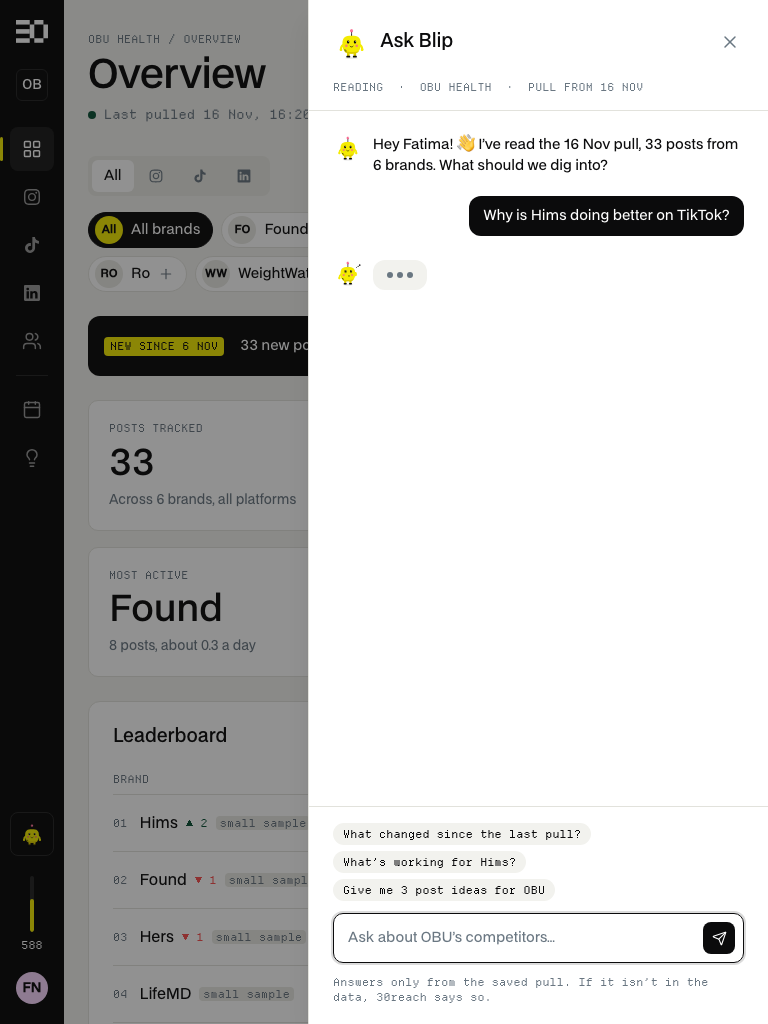 30
OB
588
FN
OBU HEALTH / OVERVIEW
Overview
Last pulled 16 Nov, 16:20
All
All All brands
FO Found
RO Ro
WW
NEW SINCE 6 NOV 33 new
POSTS TRACKED
33
Across 6 brands, all platforms
MOST ACTIVE
Found
8 posts, about 0.3 a day
Leaderboard
BRAND
01 Hims ▲ 2 small sample
02 Found ▼ 1 small
03 Hers ▼ 1 small sample
04 LifeMD small sample
Ask Blip
READING · OBU HEALTH · PULL FROM 16 NOV
Hey Fatima! 👋 I've read the 16 Nov pull, 33 posts from
6 brands. What should we dig into?
Why is Hims doing better on TikTok?
What changed since the last pull?
What's working for Hims?
Give me 3 post ideas for OBU
Ask about OBU's competitors…
Answers only from the saved pull. If it isn't in the
data, 30reach says so.